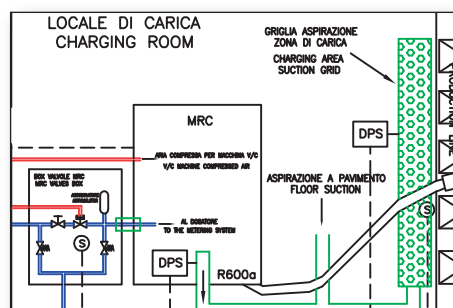 LOCALE DI CARICA
CHARGING ROOM
GRIGLIA ASPIRAZIONE
ZONA DI CARICA
CHARGING AREA
SUCTION GRID
MRC
DPS
ARIA COMPRESSA PER MACCHINA V/C
V/C MACHINE COMPRESSED AIR
BOX VALVOLE MRC
MRC VALVES BOX
ASPIRAZIONE A PAVIMENTO
FLOOR SUCTION
AL DOSATORE
TO THE METERING SYSTEM
S
S
DPS
R600a